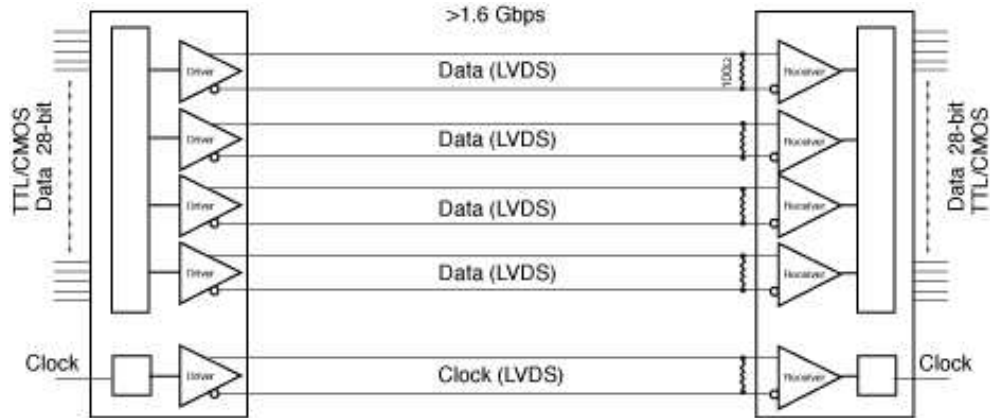 >1.6 Gbps
TTL/CMOS
Data 28-bit
Driver
Data (LVDS)
100Ω
Receiver
Driver
Data (LVDS)
Receiver
Driver
Data (LVDS)
Receiver
Driver
Data (LVDS)
Receiver
Data 28-bit
TTL/CMOS
Clock
Driver
Clock (LVDS)
Receiver
Clock